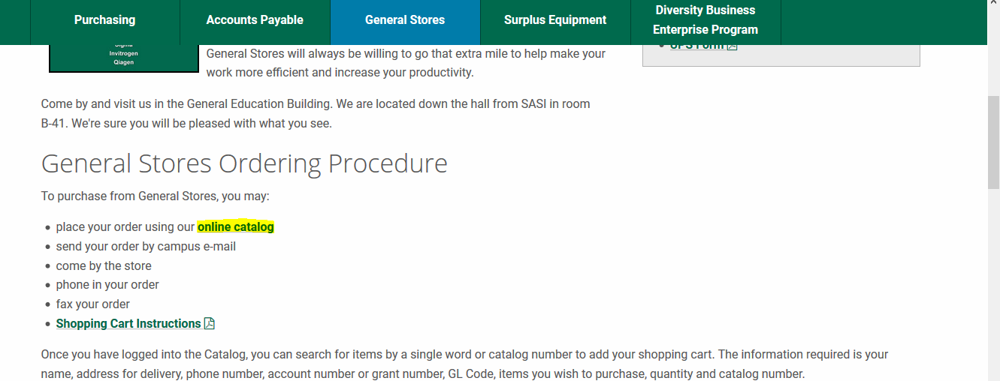 Purchasing
Accounts Payable
General Stores
Surplus Equipment
Diversity Business
Enterprise Program
Sigma
Invitrogen
Qiagen
General Stores will always be willing to go that extra mile to help make your
work more efficient and increase your productivity.
UPS Form
Come by and visit us in the General Education Building. We are located down the hall from SASI in room
B-41. We're sure you will be pleased with what you see.
General Stores Ordering Procedure
To purchase from General Stores, you may:
• place your order using our online catalog
• send your order by campus e-mail
• come by the store
• phone in your order
• fax your order
• Shopping Cart Instructions
Once you have logged into the Catalog, you can search for items by a single word or catalog number to add your shopping cart. The information required is your
name, address for delivery, phone number, account number or grant number, GL Code, items you wish to purchase, quantity and catalog number.